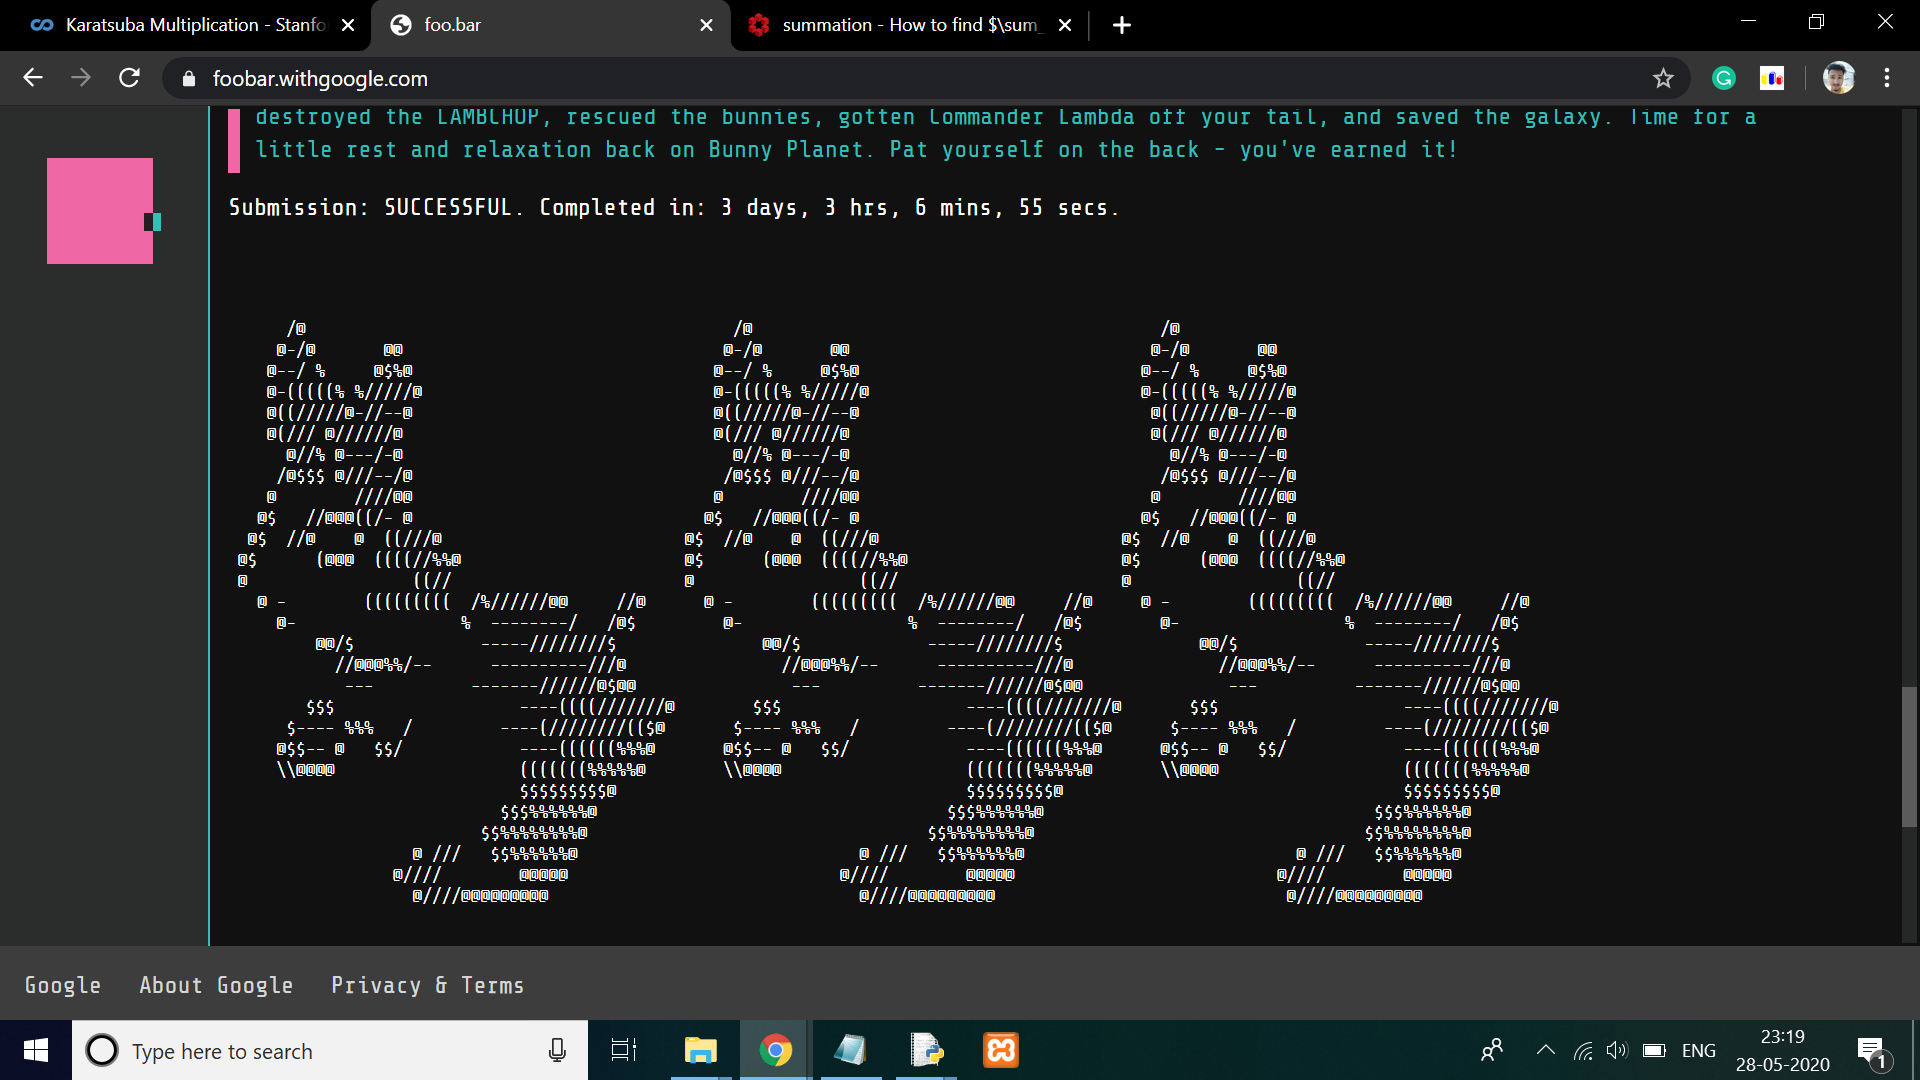 Karatsuba Multiplication - Stanfo
foo.bar
summation - How to find $\sum_
foobar.withgoogle.com
destroyed the LAMBCHOP, rescued the bunnies, gotten Commander Lambda off your tail, and saved the galaxy. Time for a
little rest and relaxation back on Bunny Planet. Pat yourself on the back - you've earned it!
Submission: SUCCESSFUL. Completed in: 3 days, 3 hrs, 6 mins, 55 secs.
Google About Google Privacy & Terms
Type here to search
ENG
23:19
28-05-2020
1